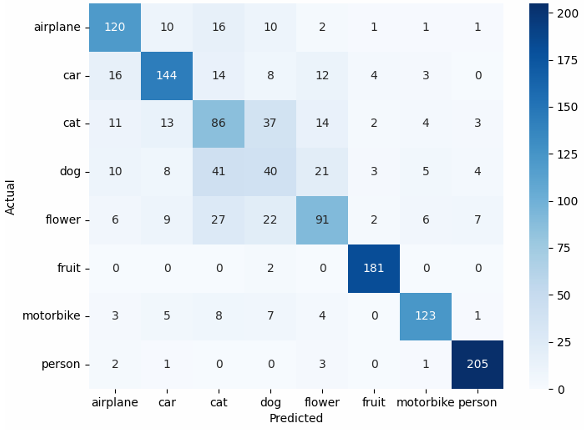 airplane 120 10 16 10 2 1 1 1
car 16 144 14 8 12 4 3 0
cat 11 13 86 37 14 2 4 3
dog 10 8 41 40 21 3 5 4
flower 6 9 27 22 91 2 6 7
fruit 0 0 0 2 0 181 0 0
motorbike 3 5 8 7 4 0 123 1
person 2 1 0 0 3 0 1 205
airplane car cat dog flower fruit motorbike person
Predicted
Actual
200
175
150
125
100
75
50
25
0